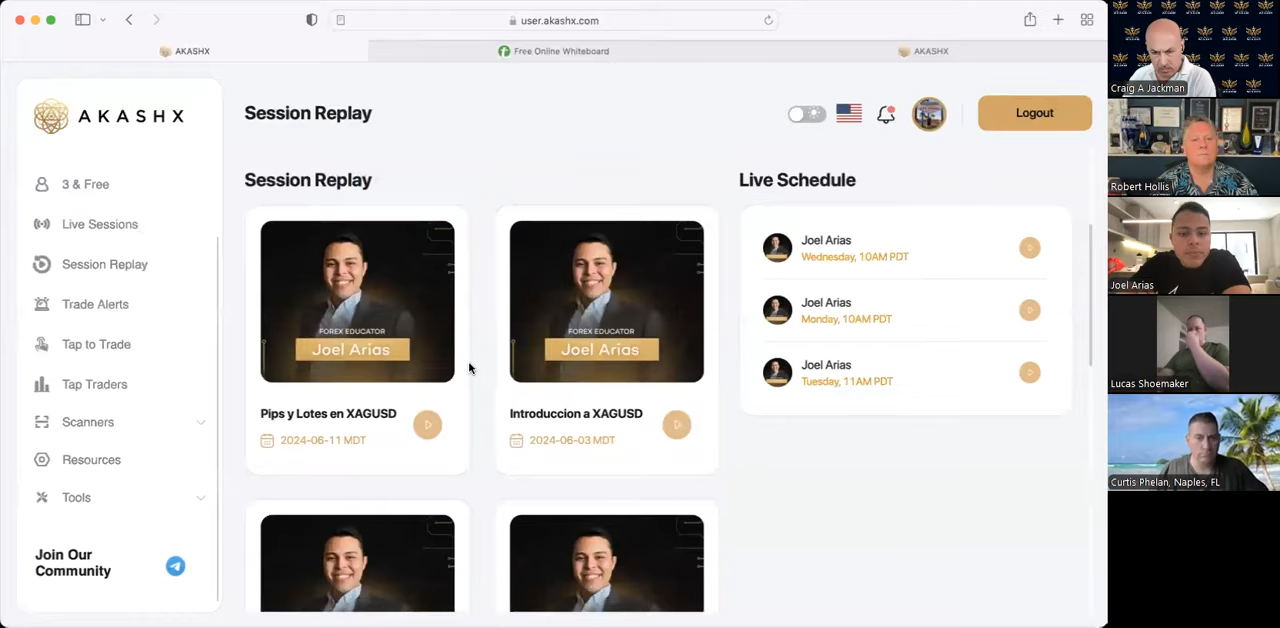 user.akashx.com
AKASHX
Free Online Whiteboard
AKASHX
AKASHX
Session Replay
Logout
3 & Free
Live Sessions
Session Replay
Trade Alerts
Tap to Trade
Tap Traders
Scanners
Resources
Tools
Join Our
Community
Session Replay
FOREX EDUCATOR
Joel Arias
Pips y Lotes en XAGUSD
2024-06-11 MDT
FOREX EDUCATOR
Joel Arias
Introduccion a XAGUSD
2024-06-03 MDT
Live Schedule
Joel Arias
Wednesday, 10AM PDT
Joel Arias
Monday, 10AM PDT
Joel Arias
Tuesday, 11AM PDT
Craig A Jackman
Robert Hollis
Joel Arias
Lucas Shoemaker
Curtis Phelan, Naples, FL